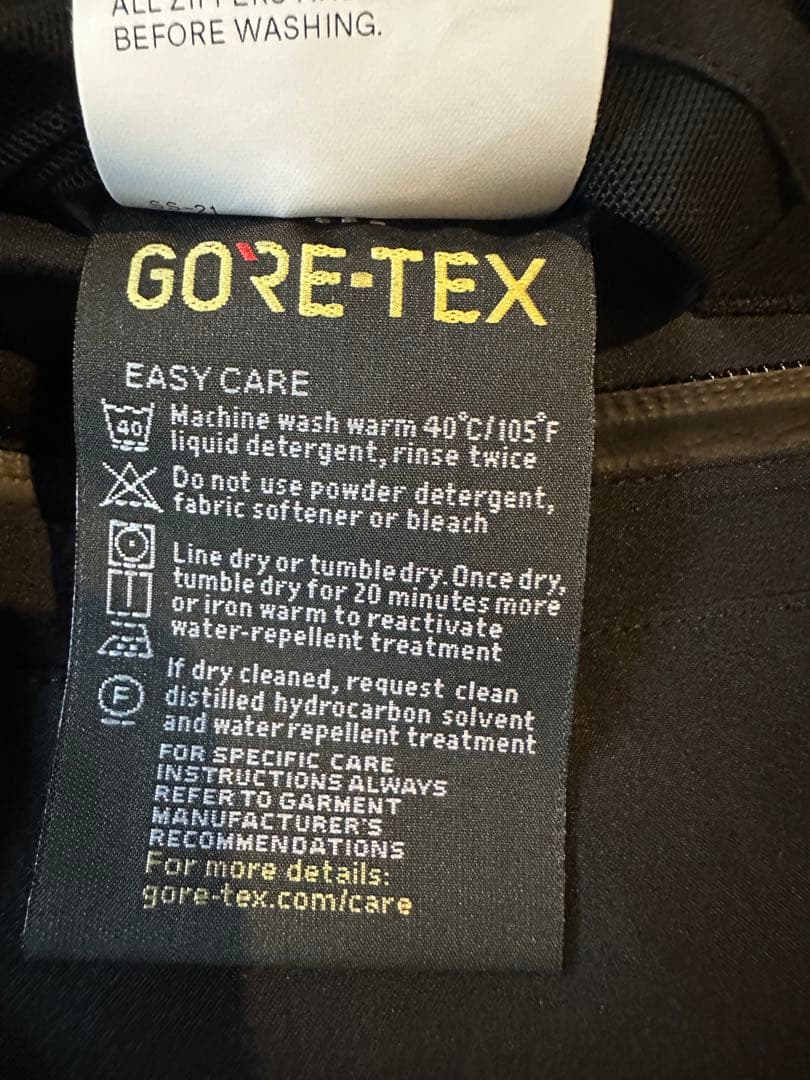 BEFORE WASHING.
SS-21
GORE-TEX
EASY CARE
40
Machine wash warm 40°C/105°F
liquid detergent, rinse twice
Do not use powder detergent,
fabric softener or bleach
Line dry or tumble dry. Once dry,
tumble dry for 20 minutes more
or iron warm to reactivate
water-repellent treatment
If dry cleaned, request clean
F
distilled hydrocarbon solvent
and water repellent treatment
FOR SPECIFIC CARE
INSTRUCTIONS ALWAYS
REFER TO GARMENT
MANUFACTURER'S
RECOMMENDATIONS
For more details:
gore-tex.com/care